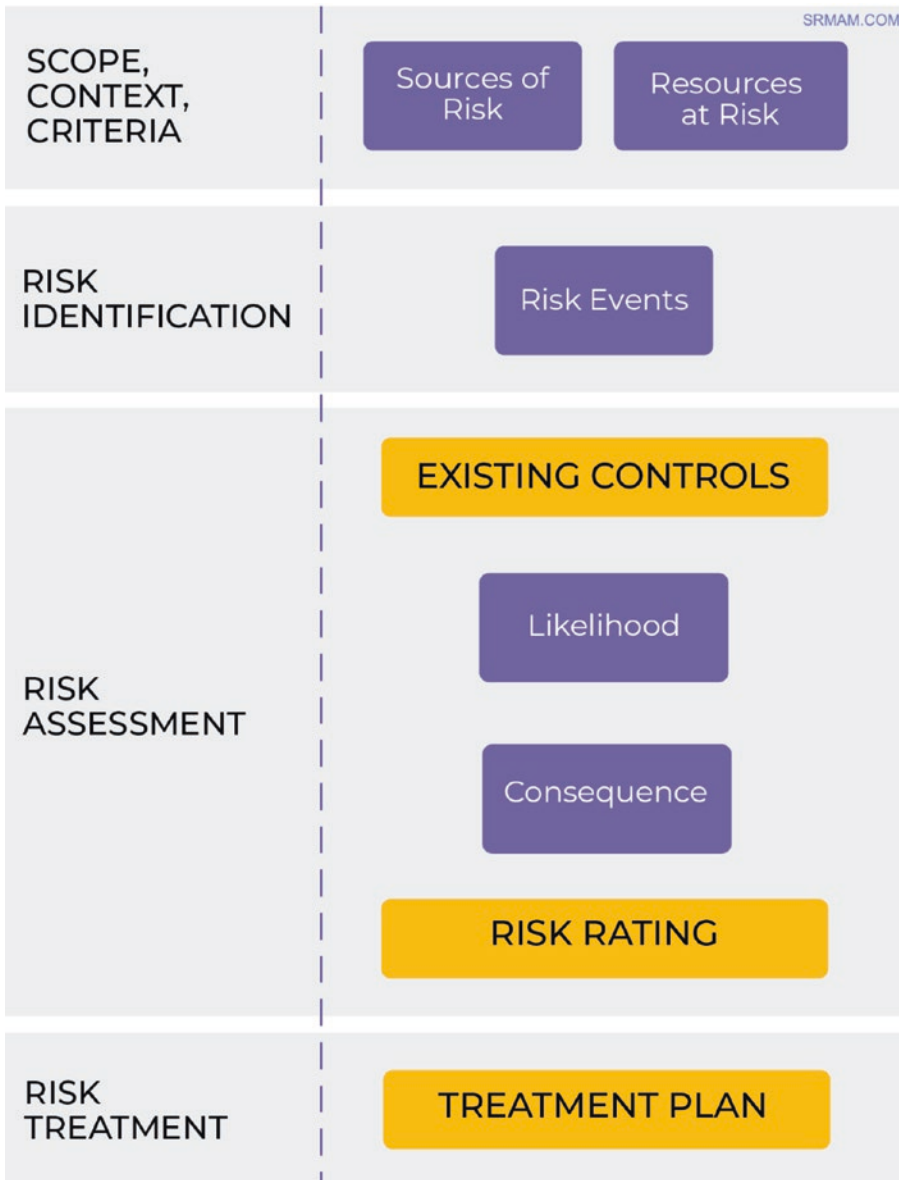 SRMAM.COM
SCOPE,
CONTEXT,
CRITERIA
Sources of
Risk
Resources
at Risk
RISK
IDENTIFICATION
Risk Events
RISK
ASSESSMENT
EXISTING CONTROLS
Likelihood
Consequence
RISK RATING
RISK
TREATMENT
TREATMENT PLAN